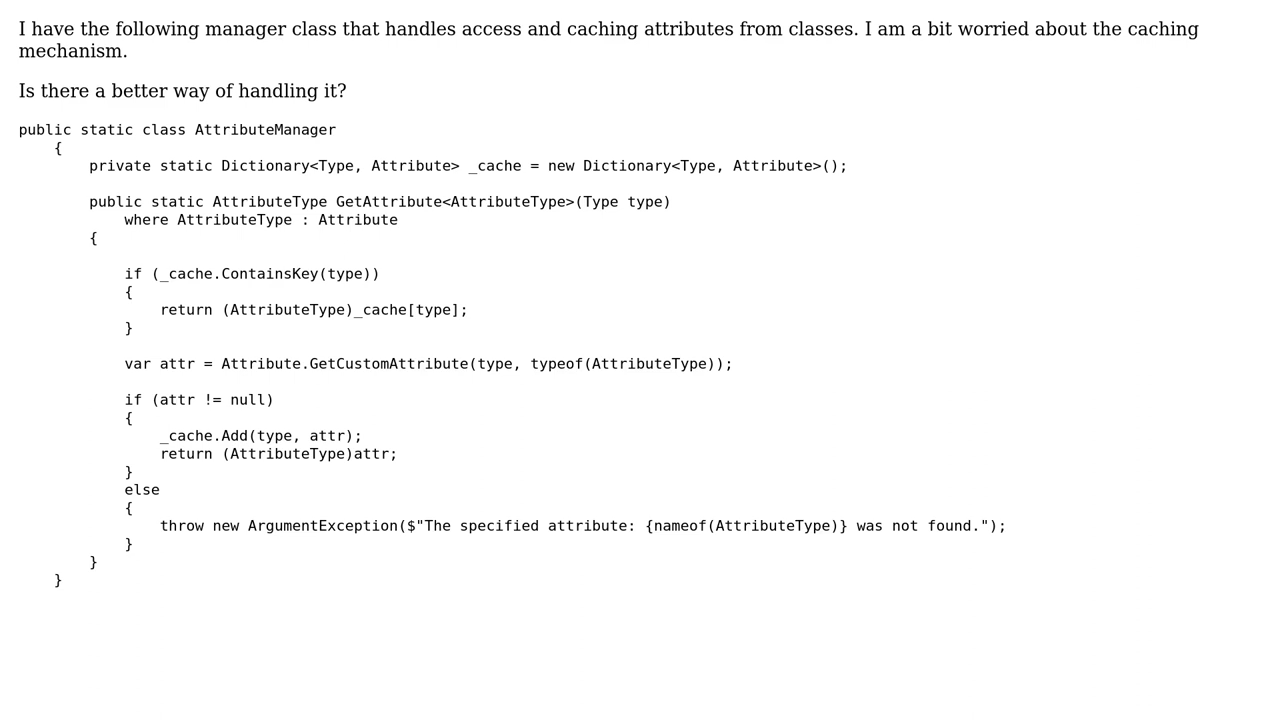 I have the following manager class that handles access and caching attributes from classes. I am a bit worried about the caching
mechanism.
Is there a better way of handling it?
public static class AttributeManager
    {
        private static Dictionary<Type, Attribute> _cache = new Dictionary<Type, Attribute>();

        public static AttributeType GetAttribute<AttributeType>(Type type)
            where AttributeType : Attribute
        {

            if (_cache.ContainsKey(type))
            {
                return (AttributeType)_cache[type];
            }

            var attr = Attribute.GetCustomAttribute(type, typeof(AttributeType));

            if (attr != null)
            {
                _cache.Add(type, attr);
                return (AttributeType)attr;
            }
            else
            {
                throw new ArgumentException($"The specified attribute: {nameof(AttributeType)} was not found.");
            }
        }
    }